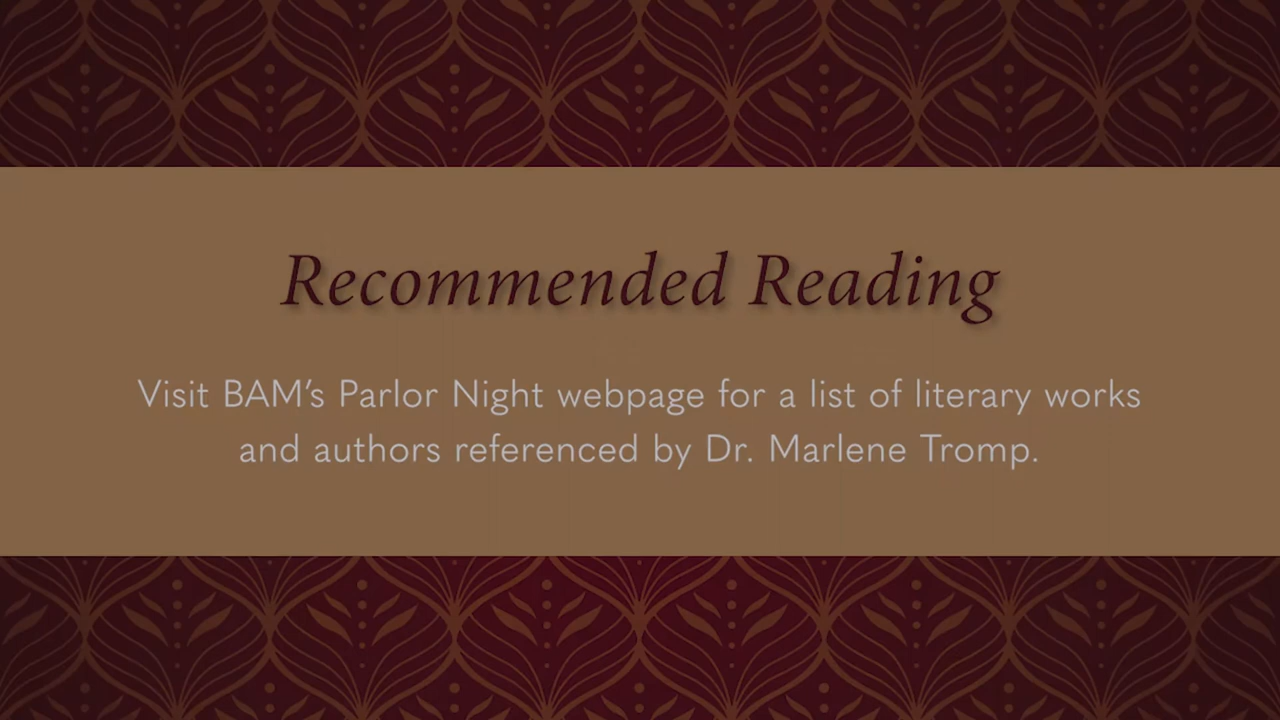 Recommended Reading
Visit BAM’s Parlor Night webpage for a list of literary works
and authors referenced by Dr. Marlene Tromp.